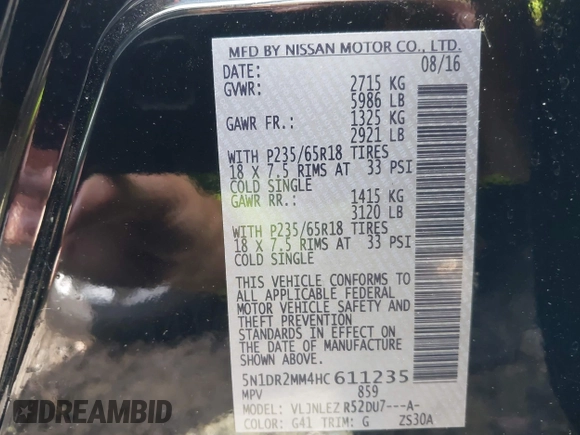 MFD BY NISSAN MOTOR CO., LTD.
DATE: 08/16
GVWR: 2715 KG
5986 LB
GAWR FR.: 1325 KG
2921 LB
WITH P235/65R18 TIRES
18 X 7.5 RIMS AT 33 PSI
COLD SINGLE
GAWR RR.: 1415 KG
3120 LB
WITH P235/65R18 TIRES
18 X 7.5 RIMS AT 33 PSI
COLD SINGLE
THIS VEHICLE CONFORMS TO
ALL APPLICABLE FEDERAL
MOTOR VEHICLE SAFETY AND
THEFT PREVENTION
STANDARDS IN EFFECT ON
THE DATE OF MANUFACTURE
SHOWN ABOVE.
5N1DR2MM4HC611235
MPV 859
MODEL: VLJNLEZ R52DU7---A-
COLOR: G41 TRIM: G ZS30A
RAPIDBID
DEALERSHIP AUCTIONS